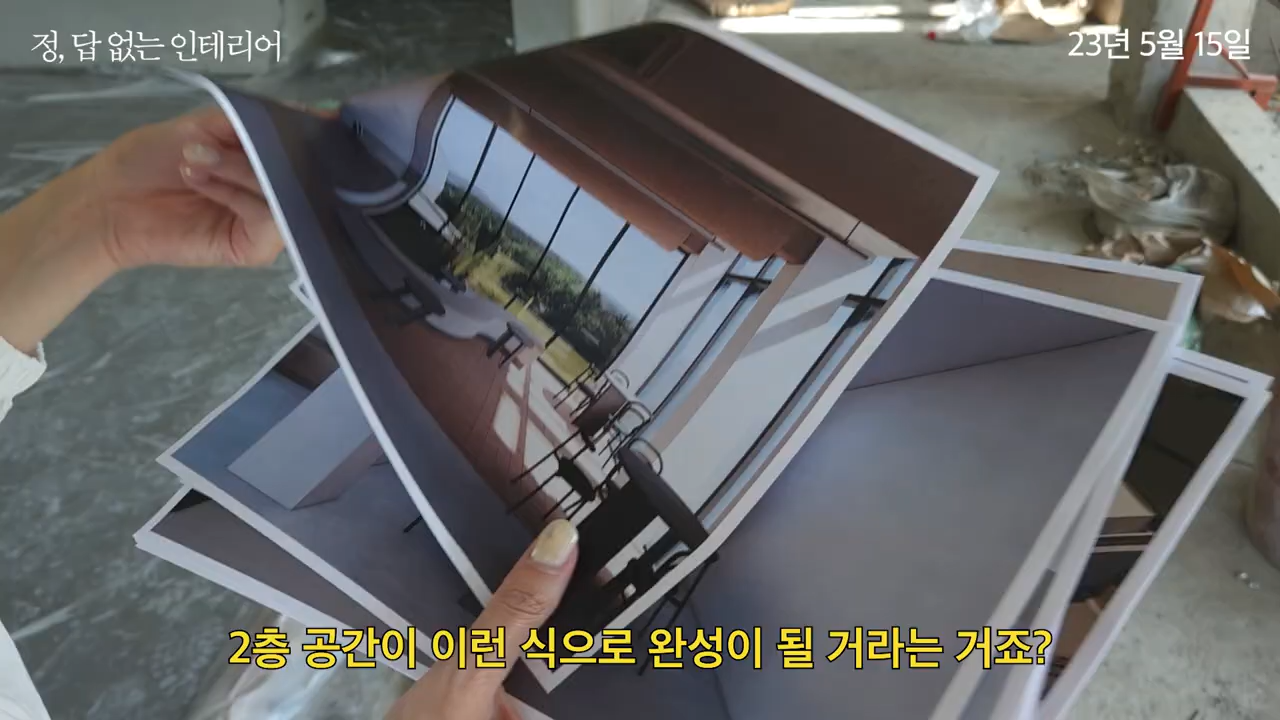 정, 답 없는 인테리어
23년 5월 15일
2층 공간이 이런 식으로 완성이 될 거라는 거죠?